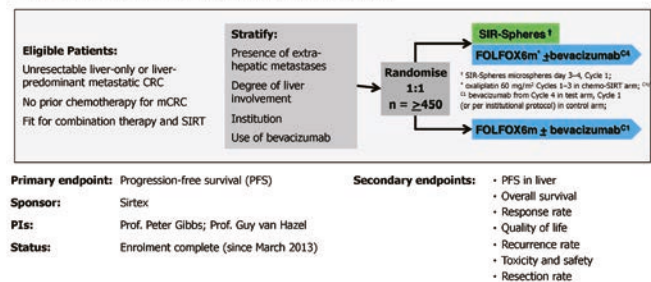 Eligible Patients:
Unresectable liver-only or liver-
predominant metastatic CRC
No prior chemotherapy for mCRC
Fit for combination therapy and SIRT
Stratify:
Presence of extra-
hepatic metastases
Degree of liver
involvement
Institution
Use of bevacizumab
Randomise
1:1
n = ≥450
SIR-Spheres †
FOLFOX6m* ±bevacizumab C4
† SIR-Spheres microspheres day 3–4, Cycle 1;
* oxaliplatin 60 mg/m² Cycles 1–3 in chemo-SIRT arm; C4/
C1 bevacizumab from Cycle 4 in test arm, Cycle 1
(or per institutional protocol) in control arm;
FOLFOX6m ± bevacizumab C1
Primary endpoint: Progression-free survival (PFS)
Sponsor: Sirtex
PIs: Prof. Peter Gibbs; Prof. Guy van Hazel
Status: Enrolment complete (since March 2013)
Secondary endpoints: · PFS in liver
· Overall survival
· Response rate
· Quality of life
· Recurrence rate
· Toxicity and safety
· Resection rate